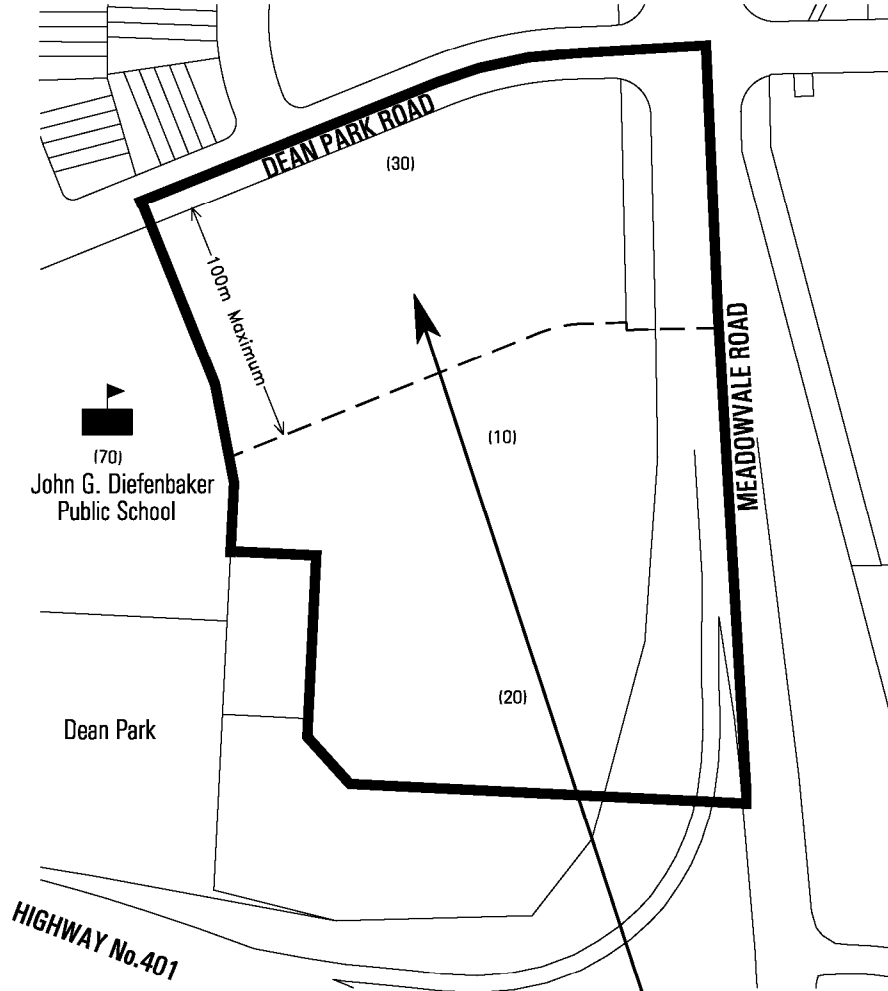 DEAN PARK ROAD
(30)
100m Maximum
MEADOWVALE ROAD
(10)
(70)
John G. Diefenbaker
Public School
(20)
Dean Park
HIGHWAY No.401